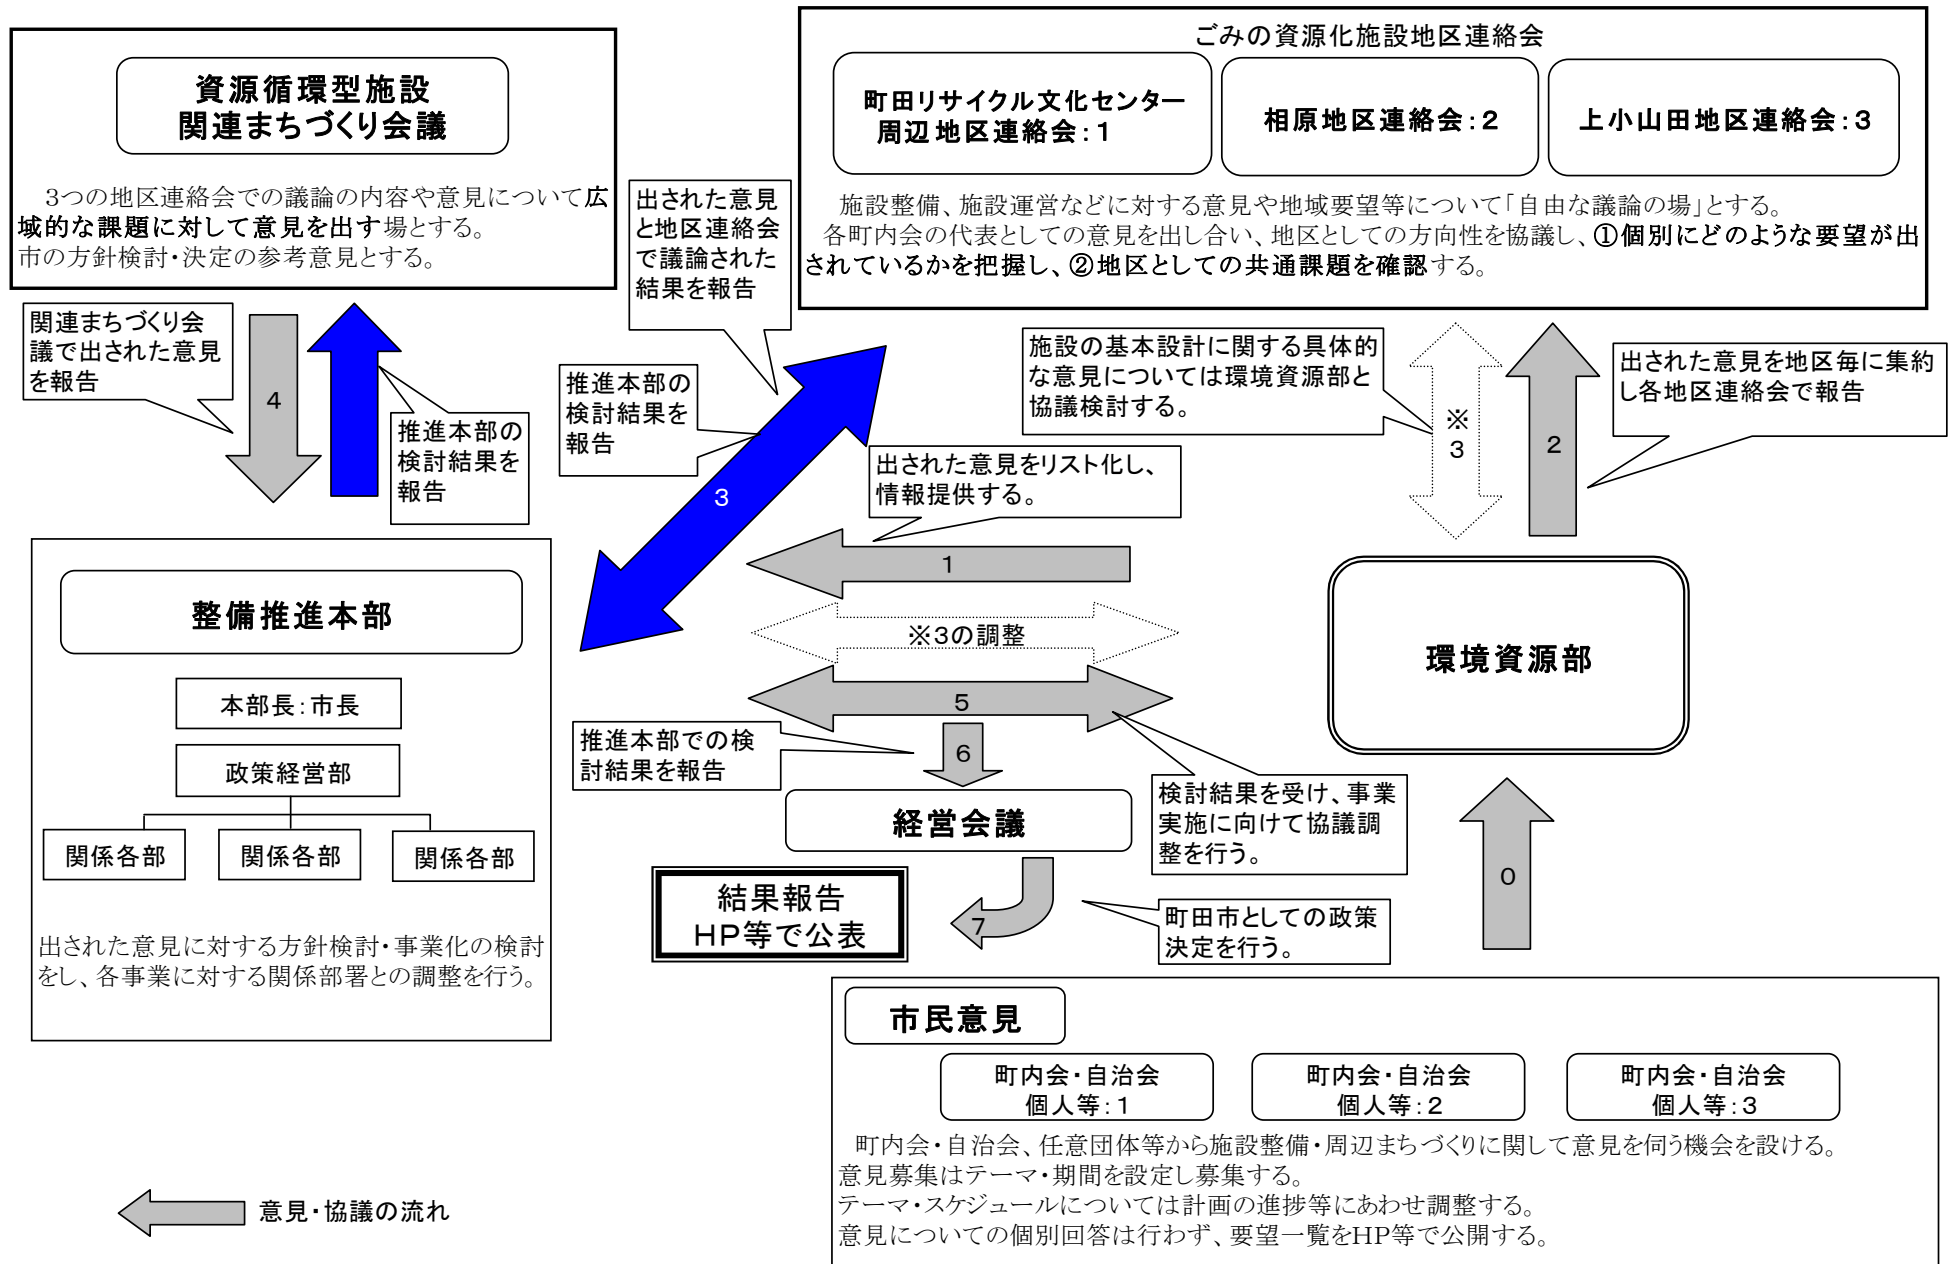 資源循環型施設
関連まちづくり会議
3つの地区連絡会での議論の内容や意見について広
域的な課題に対して意見を出す場とする。
市の方針検討・決定の参考意見とする。
ごみの資源化施設地区連絡会
町田リサイクル文化センター
周辺地区連絡会:1
相原地区連絡会:2
上小山田地区連絡会:3
施設整備、施設運営などに対する意見や地域要望等について「自由な議論の場」とする。
各町内会の代表としての意見を出し合い、地区としての方向性を協議し、①個別にどのような要望が出
されているかを把握し、②地区としての共通課題を確認する。
関連まちづくり会
議で出された意見
を報告
4
推進本部の
検討結果を
報告
出された意見
と地区連絡会
で議論された
結果を報告
推進本部の
検討結果を
報告
3
施設の基本設計に関する具体的
な意見については環境資源部と
協議検討する。
※
3
2
出された意見を地区毎に集約
し各地区連絡会で報告
出された意見をリスト化し、
情報提供する。
1
※3の調整
5
環境資源部
整備推進本部
本部長:市長
政策経営部
関係各部
関係各部
関係各部
出された意見に対する方針検討・事業化の検討
をし、各事業に対する関係部署との調整を行う。
推進本部での検
討結果を報告
6
経営会議
検討結果を受け、事業
実施に向けて協議調
整を行う。
0
結果報告
HP等で公表
7
町田市としての政策
決定を行う。
市民意見
町内会・自治会
個人等:1
町内会・自治会
個人等:2
町内会・自治会
個人等:3
町内会・自治会、任意団体等から施設整備・周辺まちづくりに関して意見を伺う機会を設ける。
意見募集はテーマ・期間を設定し募集する。
テーマ・スケジュールについては計画の進捗等にあわせ調整する。
意見についての個別回答は行わず、要望一覧をHP等で公開する。
意見・協議の流れ